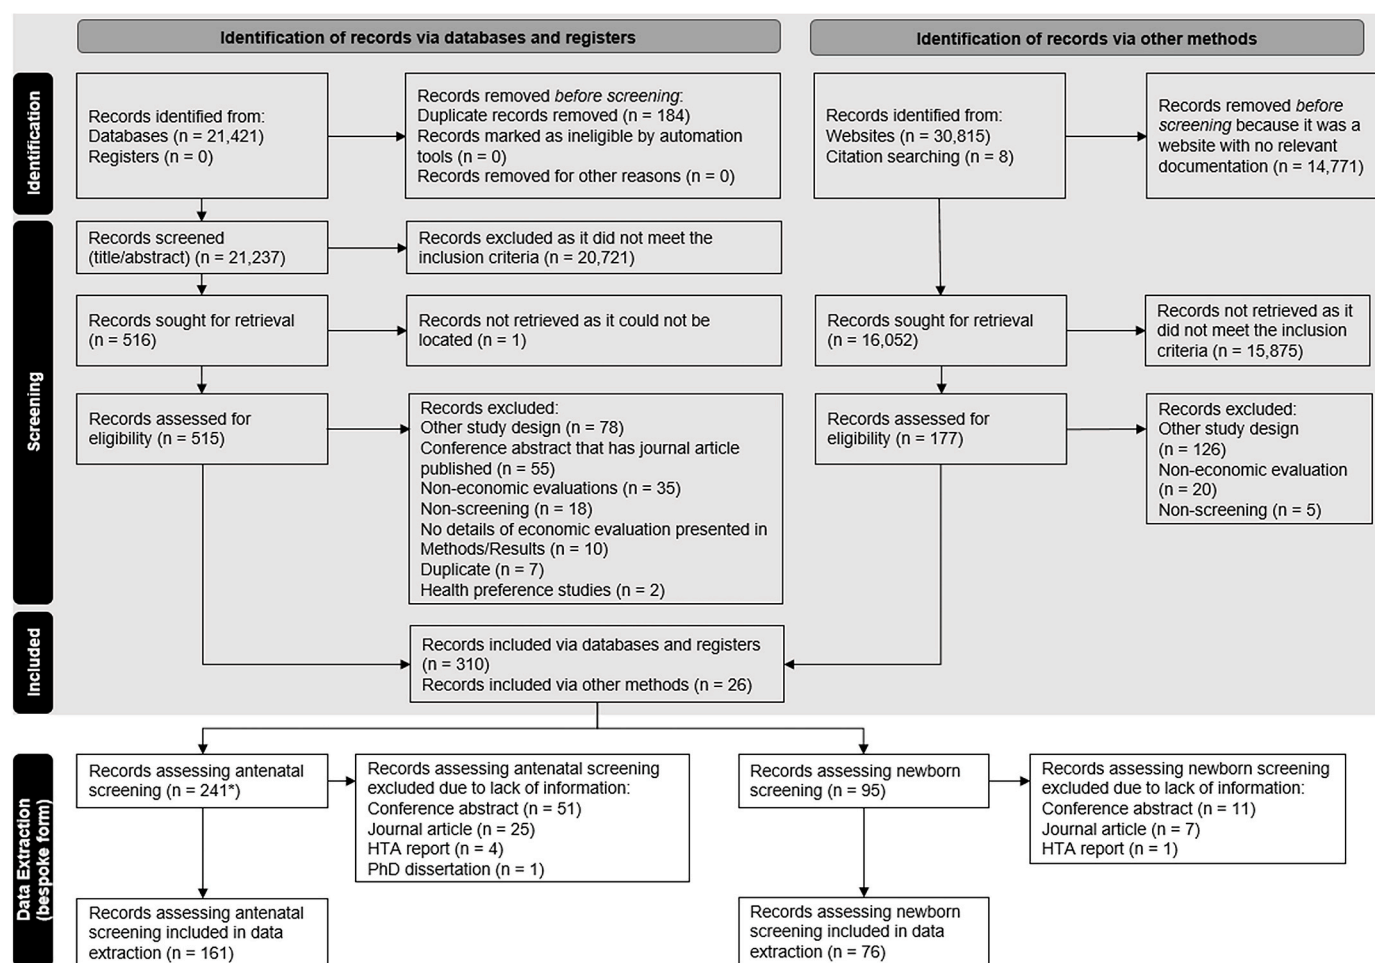 Identification of records via databases and registers
Identification of records via other methods
Identification
Records identified from:
Databases (n = 21,421)
Registers (n = 0)
Records removed before screening:
Duplicate records removed (n = 184)
Records marked as ineligible by automation
tools (n = 0)
Records removed for other reasons (n = 0)
Records identified from:
Websites (n = 30,815)
Citation searching (n = 8)
Records removed before
screening because it was a
website with no relevant
documentation (n = 14,771)
Screening
Records screened
(title/abstract) (n = 21,237)
Records excluded as it did not meet the
inclusion criteria (n = 20,721)
Records sought for retrieval
(n = 516)
Records not retrieved as it could not be
located (n = 1)
Records sought for retrieval
(n = 16,052)
Records not retrieved as it
did not meet the inclusion
criteria (n = 15,875)
Records assessed for
eligibility (n = 515)
Records excluded:
Other study design (n = 78)
Conference abstract that has journal article
published (n = 55)
Non-economic evaluations (n = 35)
Non-screening (n = 18)
No details of economic evaluation presented in
Methods/Results (n = 10)
Duplicate (n = 7)
Health preference studies (n = 2)
Records assessed for
eligibility (n = 177)
Records excluded:
Other study design
(n = 126)
Non-economic evaluation
(n = 20)
Non-screening (n = 5)
Included
Records included via databases and registers
(n = 310)
Records included via other methods (n = 26)
Data Extraction
(bespoke form)
Records assessing antenatal
screening (n = 241*)
Records assessing antenatal screening
excluded due to lack of information:
Conference abstract (n = 51)
Journal article (n = 25)
HTA report (n = 4)
PhD dissertation (n = 1)
Records assessing newborn
screening (n = 95)
Records assessing newborn screening
excluded due to lack of information:
Conference abstract (n = 11)
Journal article (n = 7)
HTA report (n = 1)
Records assessing antenatal
screening included in data
extraction (n = 161)
Records assessing newborn
screening included in data
extraction (n = 76)